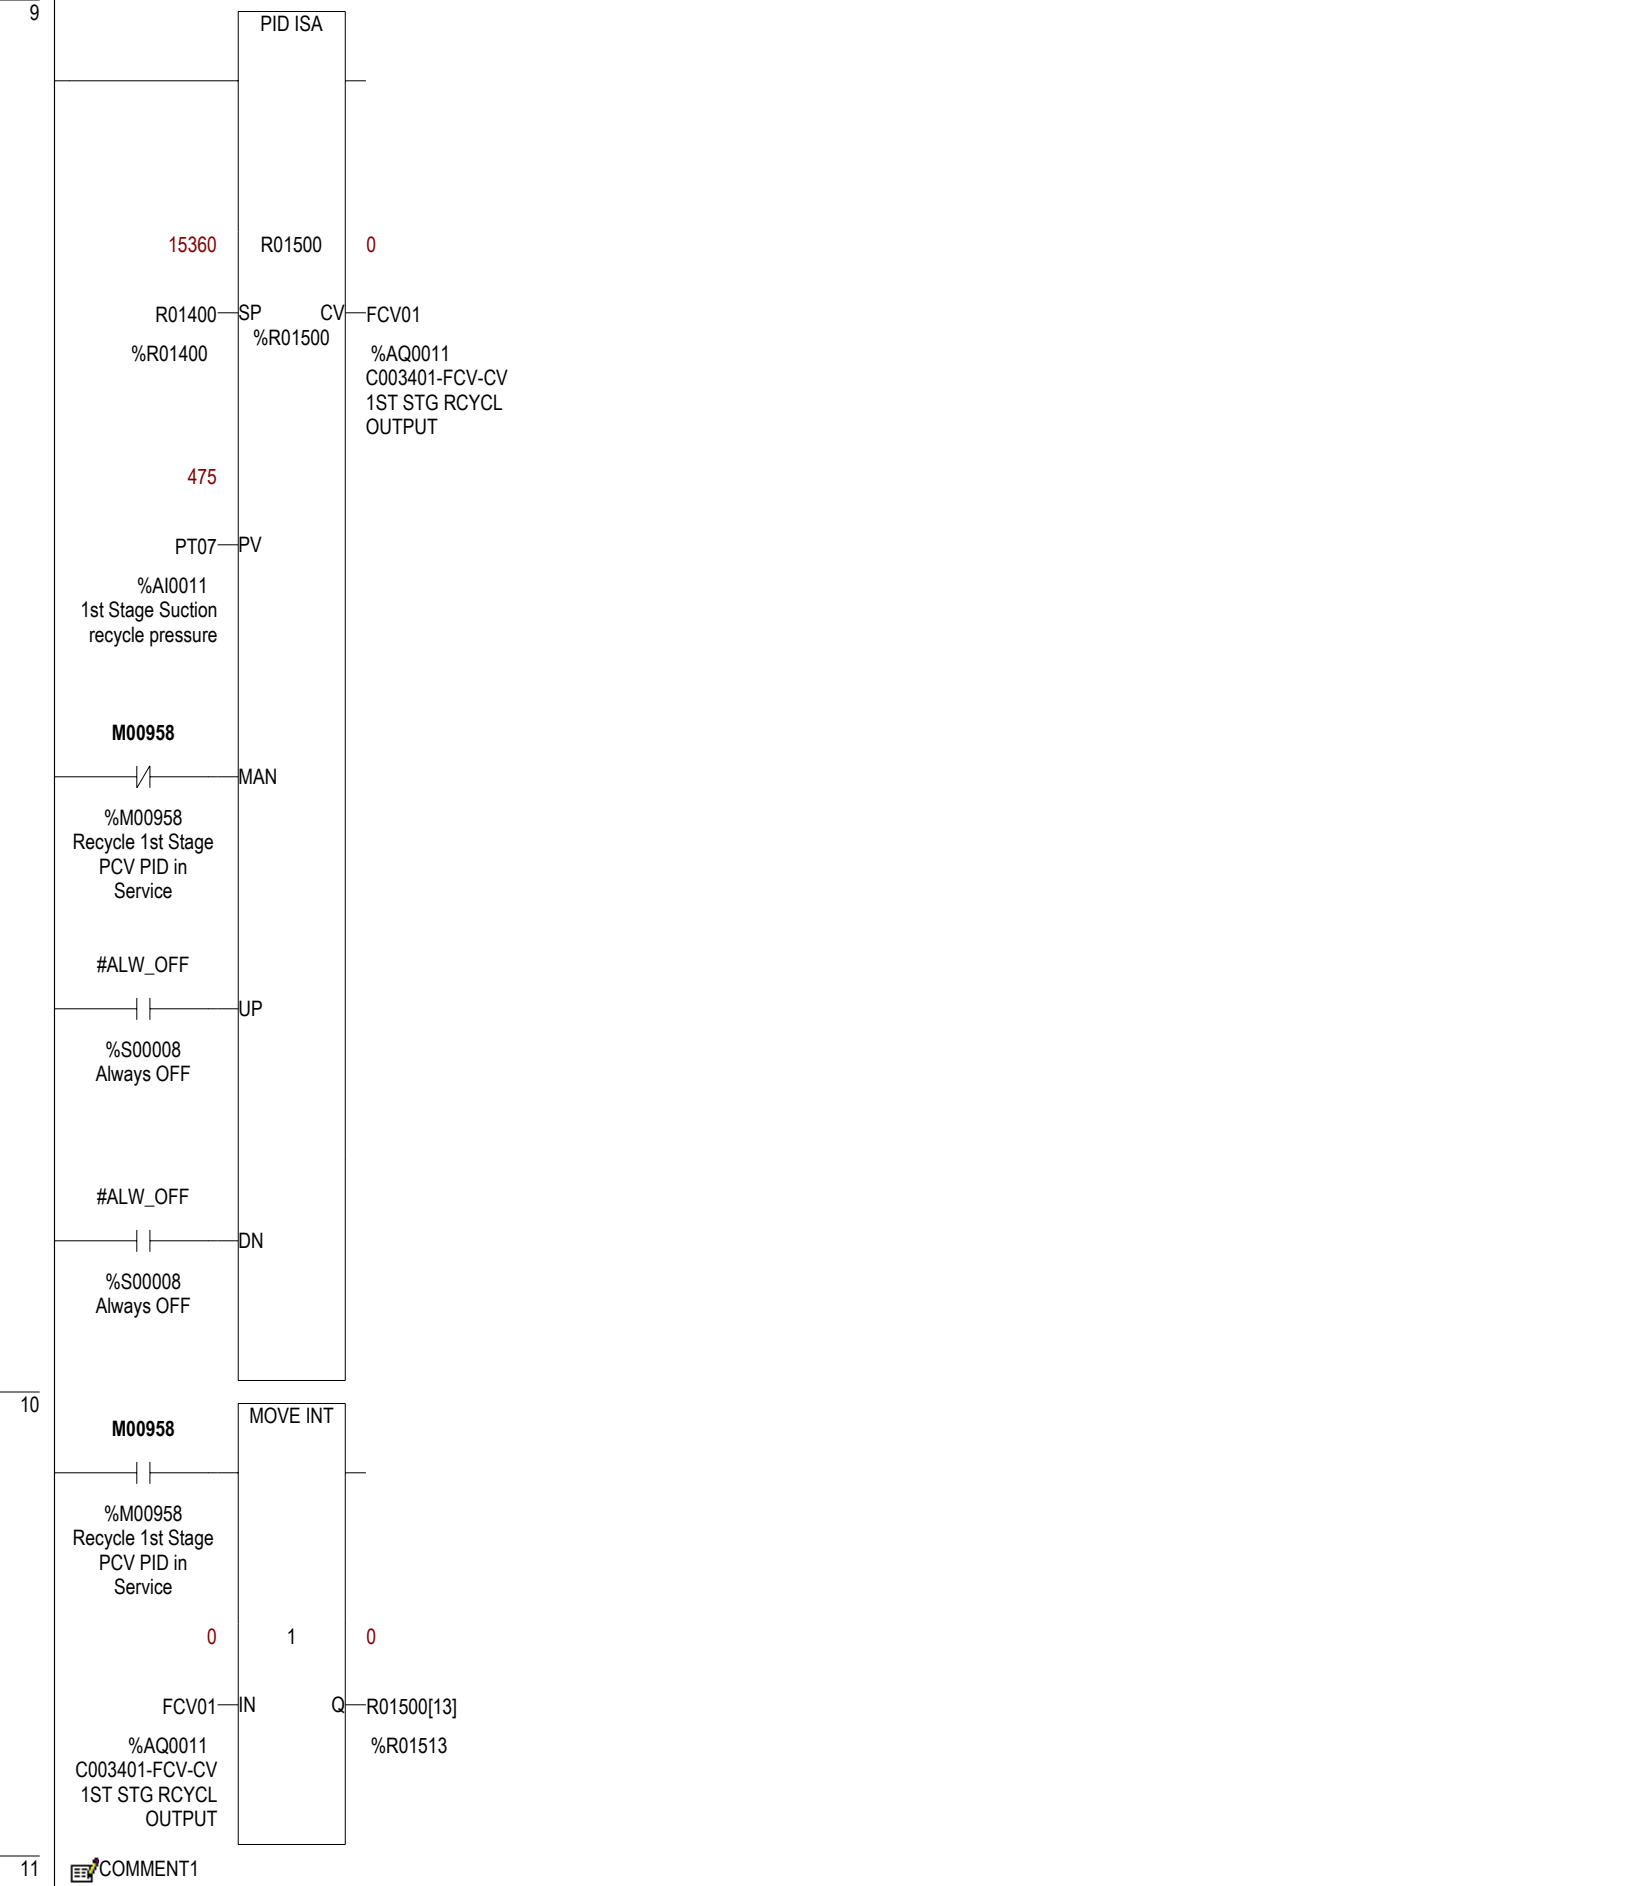 9
PID ISA
15360
R01500
0
R01400
SP
CV
FCV01
%R01500
%R01400
%AQ0011
C003401-FCV-CV
1ST STG RCYCL
OUTPUT
475
PT07
PV
%AI0011
1st Stage Suction
recycle pressure
M00958
MAN
%M00958
Recycle 1st Stage
PCV PID in
Service
#ALW_OFF
UP
%S00008
Always OFF
#ALW_OFF
DN
%S00008
Always OFF
10
MOVE INT
M00958
%M00958
Recycle 1st Stage
PCV PID in
Service
0
1
0
FCV01
IN
Q
R01500[13]
%AQ0011
%R01513
C003401-FCV-CV
1ST STG RCYCL
OUTPUT
11
COMMENT1